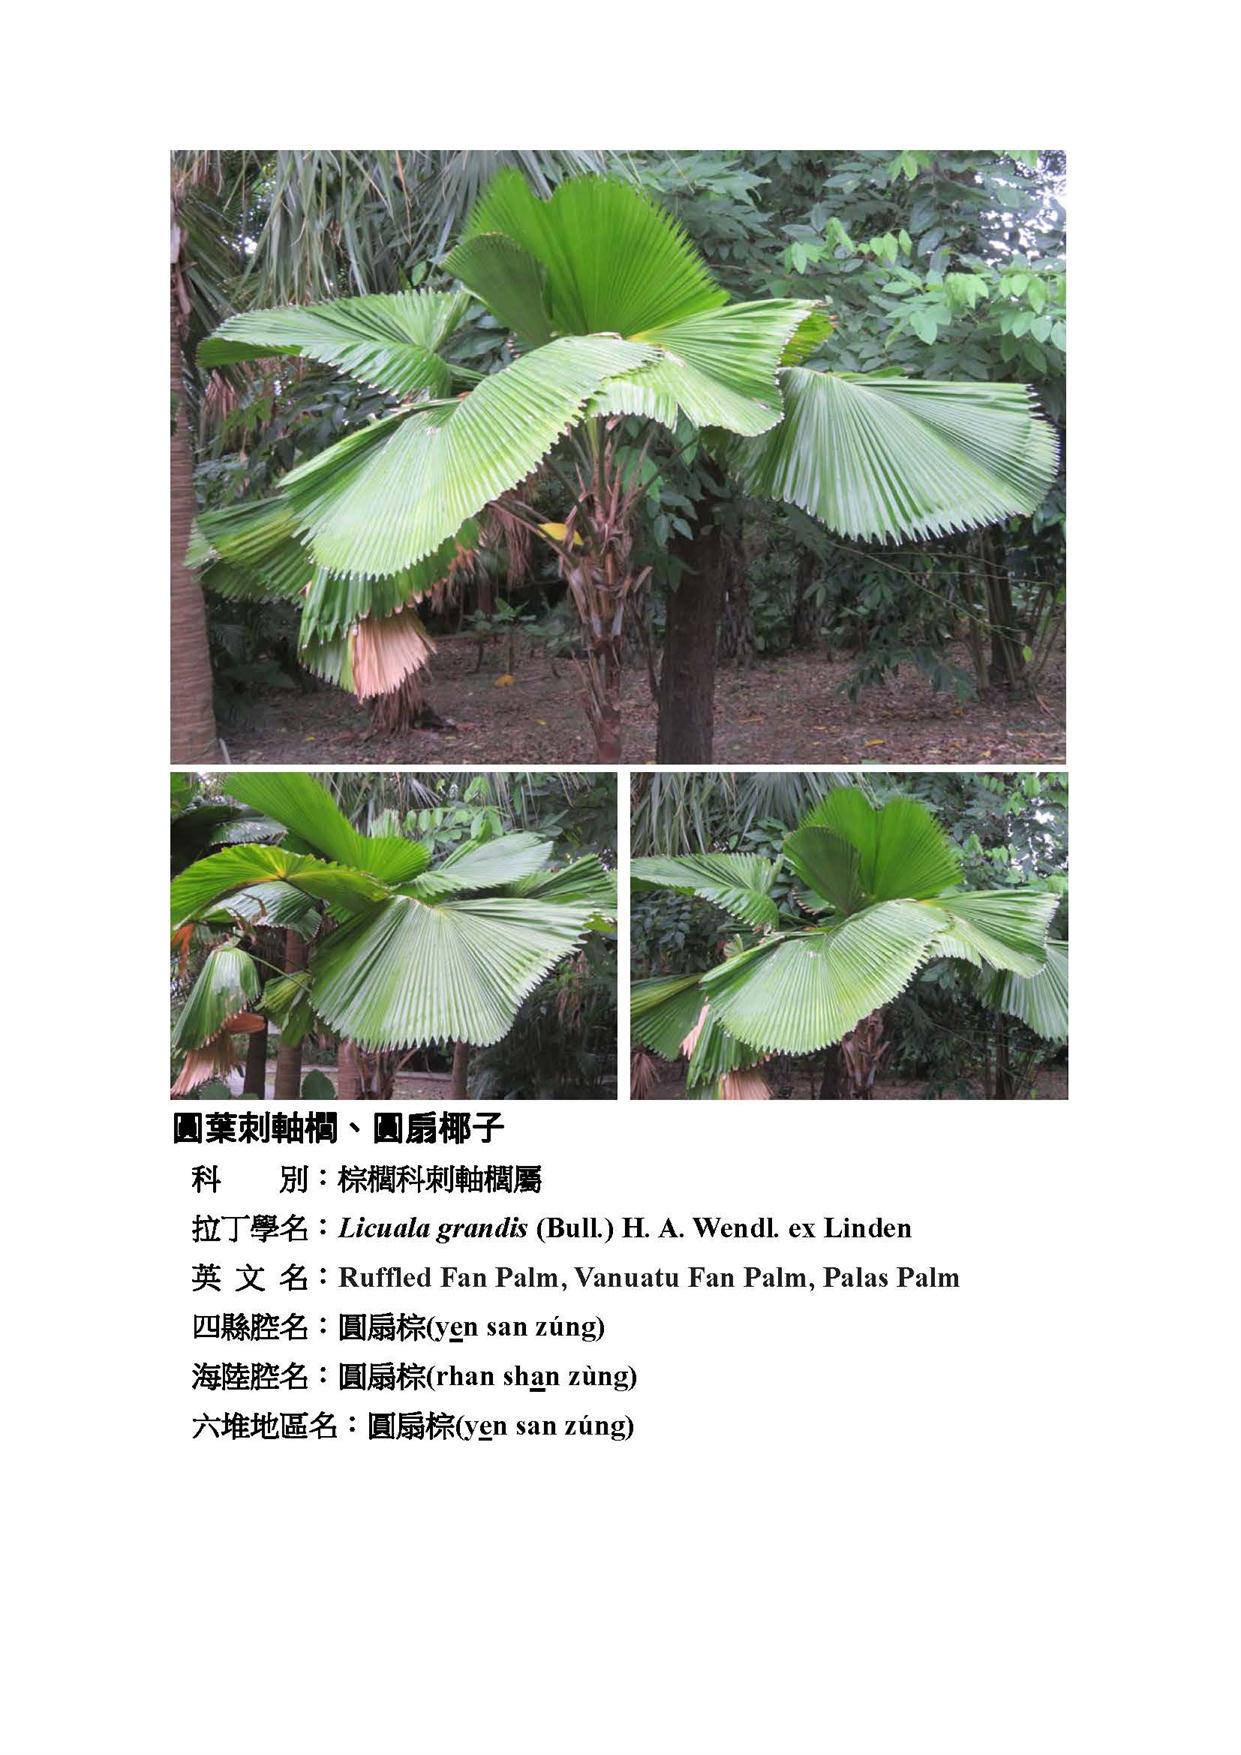 圓葉刺軸櫚、圓扇椰子
科　　別：棕櫚科刺軸櫚屬
拉丁學名：Licuala grandis (Bull.) H. A. Wendl. ex Linden
英 文 名：Ruffled Fan Palm, Vanuatu Fan Palm, Palas Palm
四縣腔名：圓扇棕(yen san zúng)
海陸腔名：圓扇棕(rhan shan zùng)
六堆地區名：圓扇棕(yen san zúng)